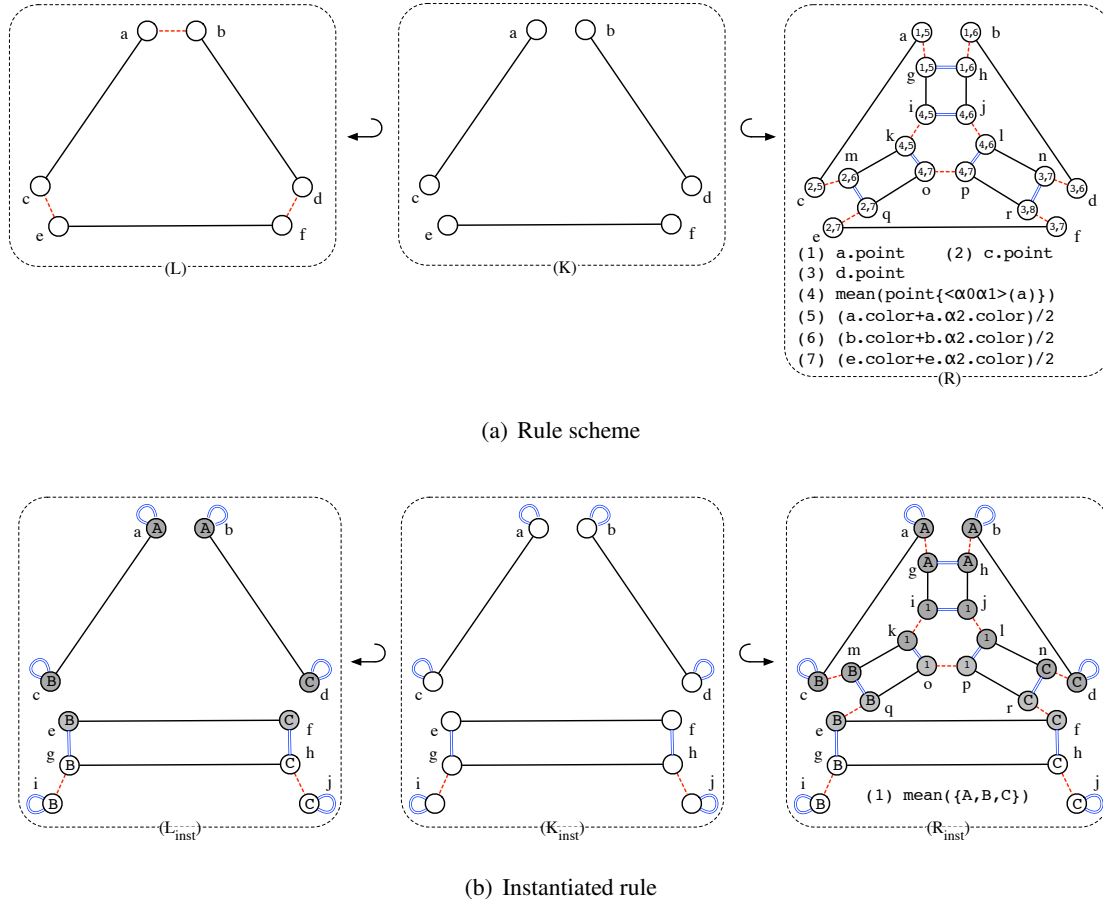 a b
c d
e f
(L)
a b
c d
e f
(K)
1,5 1,6
a b
1,5 1,6
g h
i j
4,5 4,6
k l
4,5 4,6
m n
2,6 4,7 4,7 3,7
2,5 o p 3,6
c d
2,7 q r 3,8
e 2,7 3,7 f
(1) a.point (2) c.point
(3) d.point
(4) mean(point{<α0α1>(a)})
(5) (a.color+a.α2.color)/2
(6) (b.color+b.α2.color)/2
(7) (e.color+e.α2.color)/2
(R)
(a) Rule scheme
a A A b
c B C d
e B C f
g B C h
i B C j
(Linst)
a b
c d
e f
g h
i j
(Kinst)
a A A b
g A A h
i 1 1 j
k 1 1 l
m B 1 1 C n
c B o p C d
q B C r
e B C f
g B C h
i B C j
(1) mean({A,B,C})
(Rinst)
(b) Instantiated rule